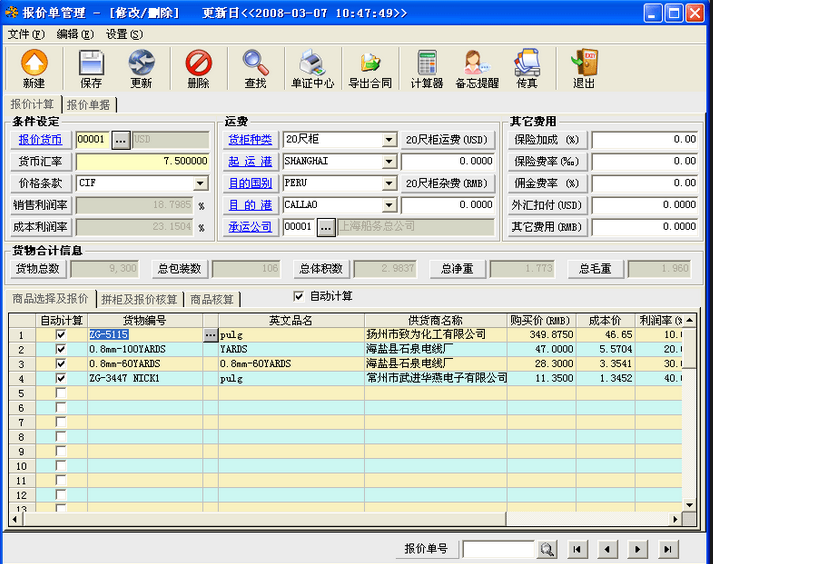 报价单管理 - [修改/删除] 更新日<<2008-03-07 10:47:49>>
文件(F) 编辑(E) 设置(S)
新建 保存 更新 删除 查找 单证中心 导出合同 计算器 备忘提醒 传真 退出
报价计算 报价单据
条件设定 运费 其它费用
报价货币 00001 ... USD 货柜种类 20尺柜 20尺柜运费(USD) 保险加成 (%) 0.00
货币汇率 7.500000 起 运 港 SHANGHAI 0.0000 保险费率(‰) 0.00
价格条款 CIF 目的国别 PERU 20尺柜杂费(RMB) 佣金费率 (%) 0.00
销售利润率 18.7985 % 目 的 港 CALLAO 0.0000 外汇扣付(USD) 0.0000
成本利润率 23.1504 % 承运公司 00001 ... 上海船务总公司 其它费用(RMB) 0.0000
货物合计信息
货物总数 9,300 总包装数 106 总体积数 2.9837 总净重 1.773 总毛重 1.960
商品选择及报价 拼柜及报价核算 商品核算 自动计算
自动计算 货物编号 英文品名 供货商名称 购买价(RMB) 成本价 利润率(%
1 ZG-5115 ... pulg 扬州市致为化工有限公司 349.8750 46.65 10.
2 0.8mm-100YARDS YARDS 海盐县石泉电线厂 47.0000 5.5704 20.
3 0.8mm-60YARDS 0.8mm-60YARDS 海盐县石泉电线厂 28.3000 3.3541 30.
4 ZG-3447 NICK1 pulg 常州市武进华燕电子有限公司 11.3500 1.3452 40.
5
6
7
8
9
10
11
12
13
报价单号